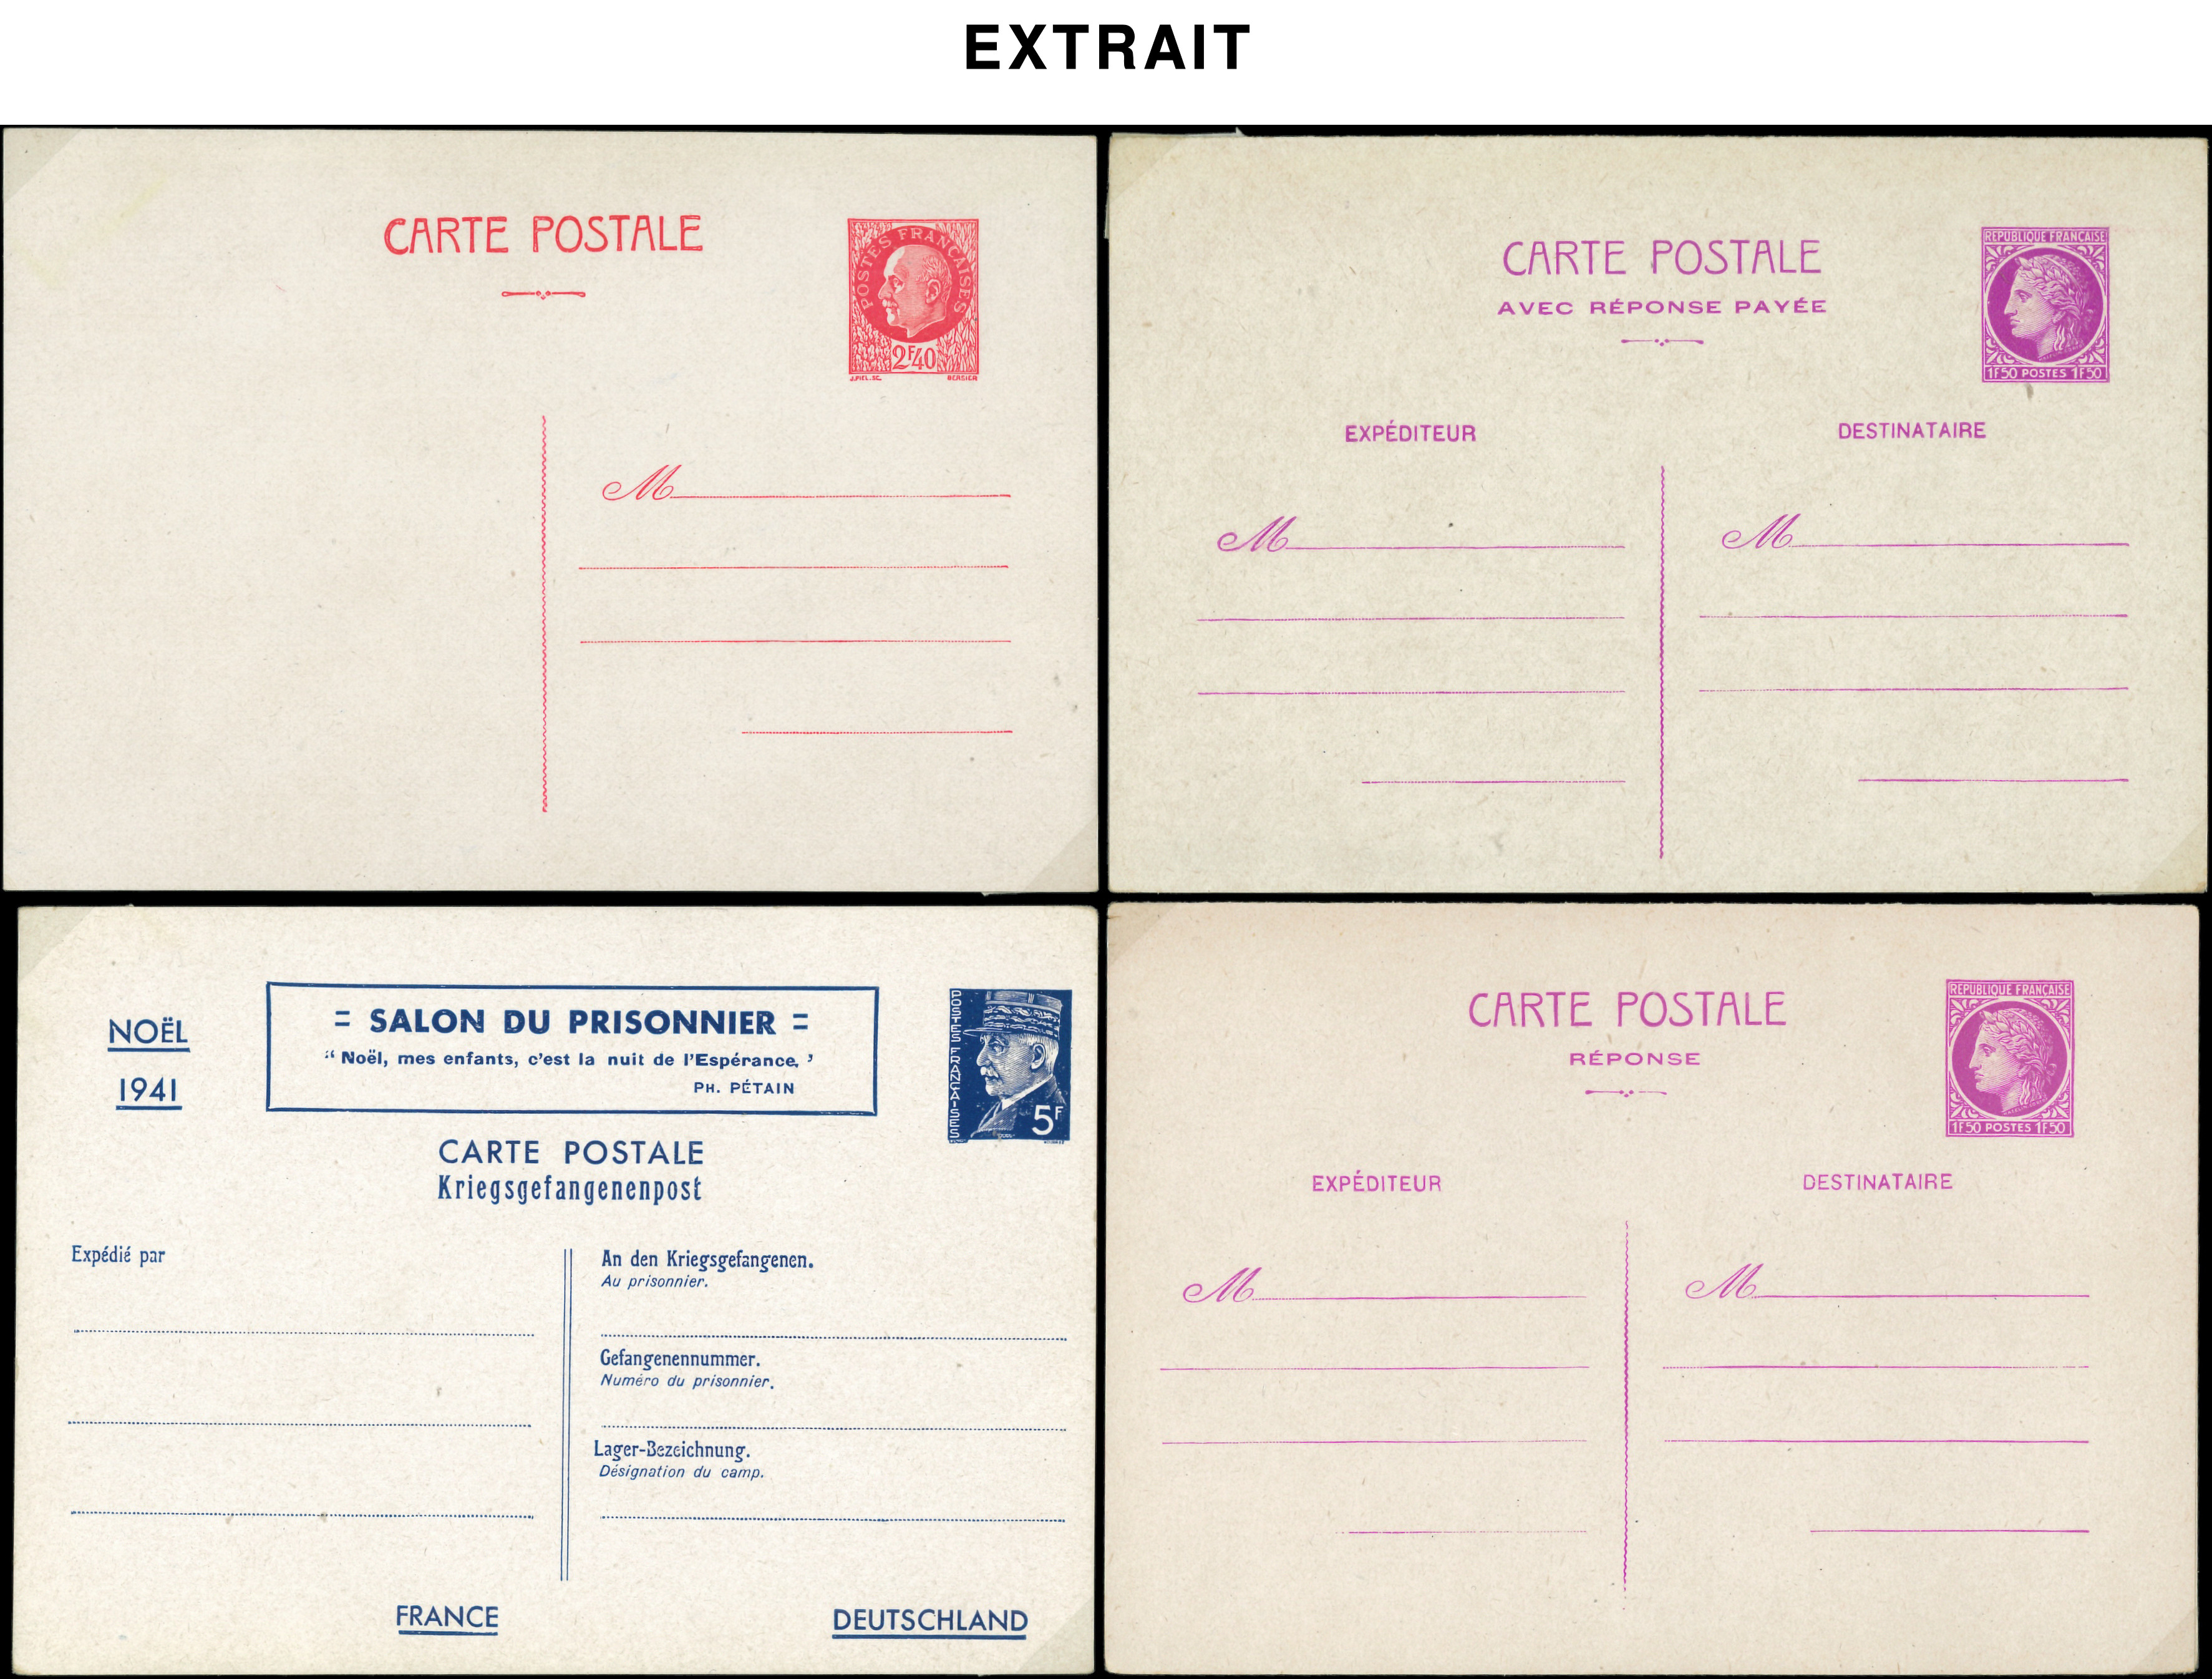 EXTRAIT
CARTE POSTALE
POSTES FRANÇAISES
2F40
J.PIEL.SC. BERSIER
M
CARTE POSTALE
AVEC RÉPONSE PAYÉE
REPUBLIQUE FRANÇAISE
1F50 POSTES 1F50
EXPÉDITEUR
DESTINATAIRE
M
M
NOËL
1941
= SALON DU PRISONNIER =
“ Noël, mes enfants, c'est la nuit de l'Espérance. ’
PH. PÉTAIN
POSTES FRANÇAISES
5F
CARTE POSTALE
Kriegsgefangenenpost
Expédié par
An den Kriegsgefangenen.
Au prisonnier.
Gefangenennummer.
Numéro du prisonnier.
Lager-Bezeichnung.
Désignation du camp.
FRANCE
DEUTSCHLAND
CARTE POSTALE
RÉPONSE
REPUBLIQUE FRANÇAISE
1F50 POSTES 1F50
EXPÉDITEUR
DESTINATAIRE
M
M